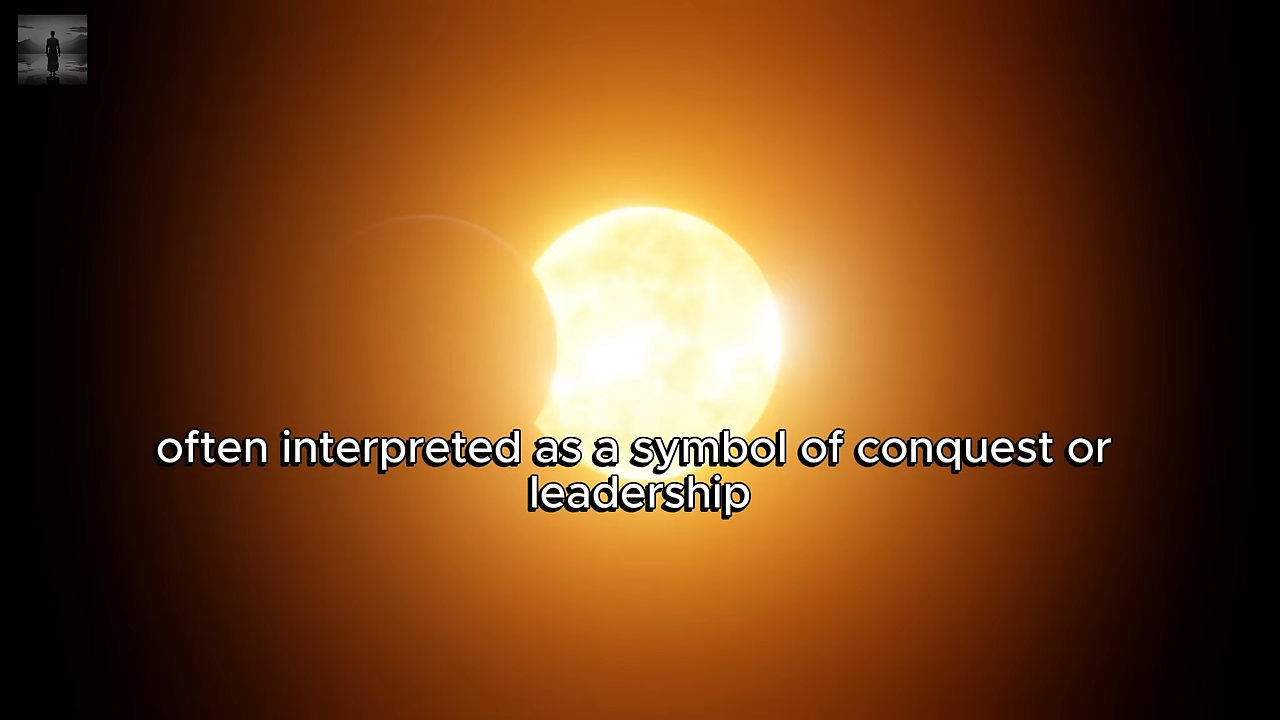 often interpreted as a symbol of conquest or
leadership